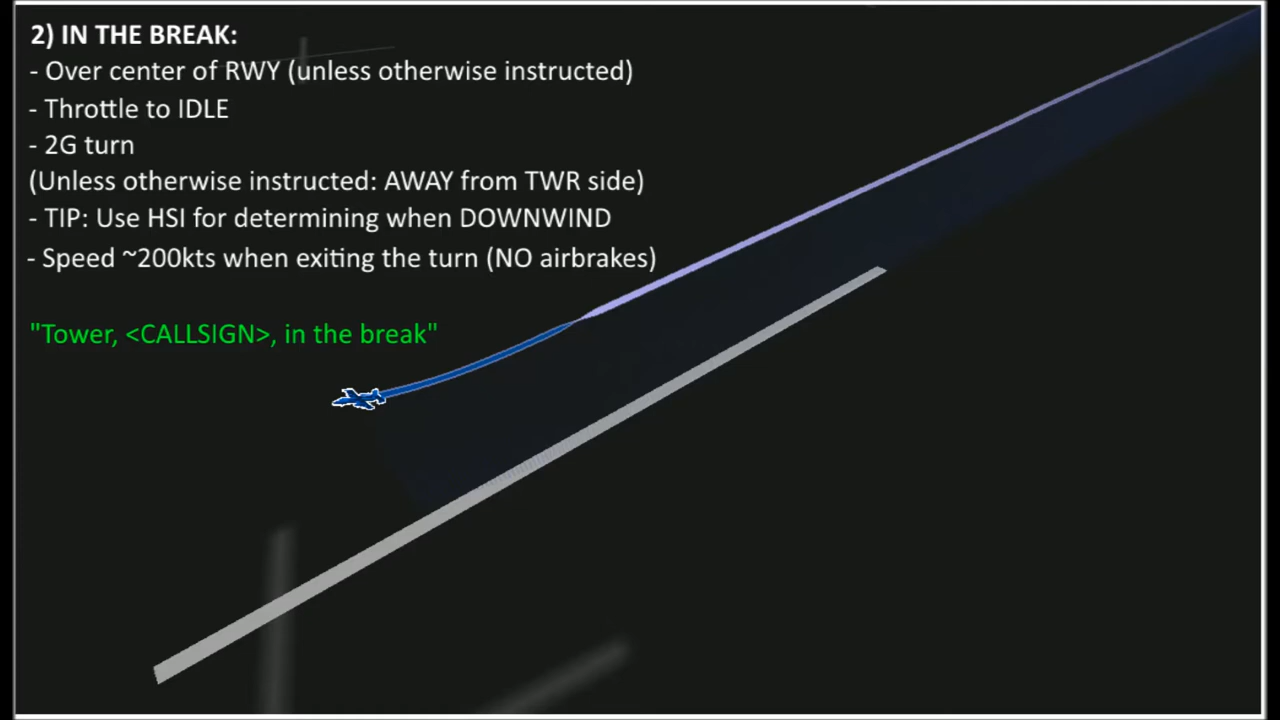 2) IN THE BREAK:
- Over center of RWY (unless otherwise instructed)
- Throttle to IDLE
- 2G turn
(Unless otherwise instructed: AWAY from TWR side)
- TIP: Use HSI for determining when DOWNWIND
- Speed ~200kts when exiting the turn (NO airbrakes)
"Tower, <CALLSIGN>, in the break"